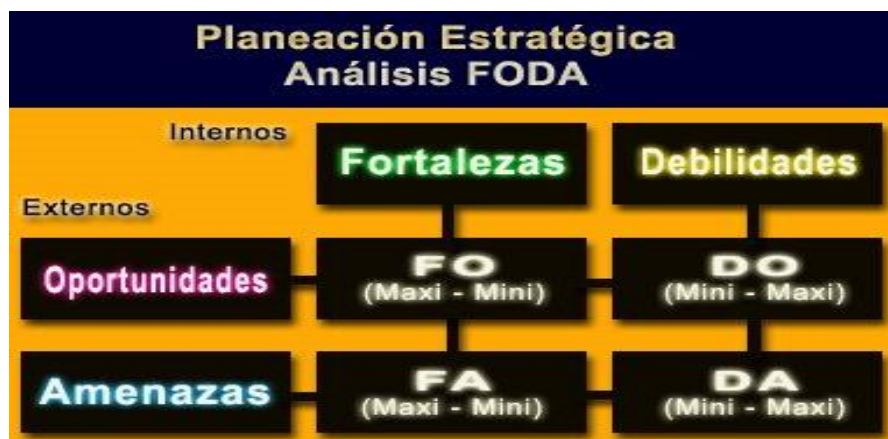 Planeación Estratégica
Análisis FODA
Internos
Fortalezas
Debilidades
Externos
Oportunidades
FO
(Maxi - Mini)
DO
(Mini - Maxi)
Amenazas
FA
(Maxi - Mini)
DA
(Mini - Maxi)